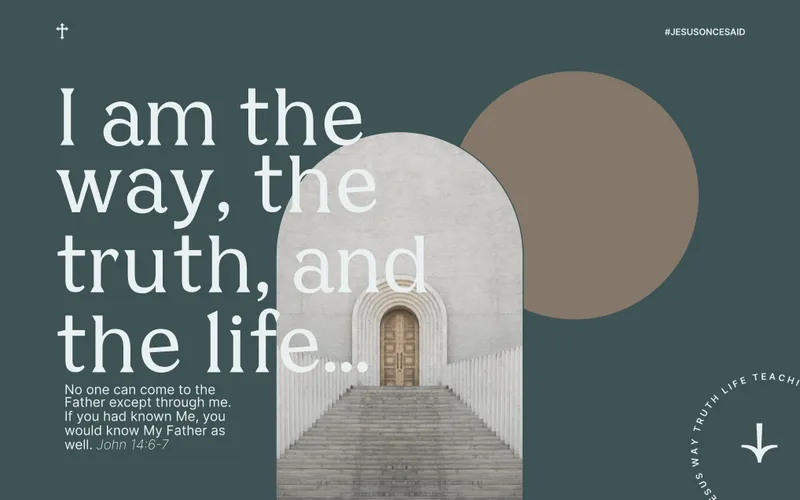 #JESUSONCESAID
I am the
way, the
truth, and
the life...
No one can come to the
Father except through me.
If you had known Me, you
would know My Father as
well. John 14:6-7
WAY TRUTH LIFE